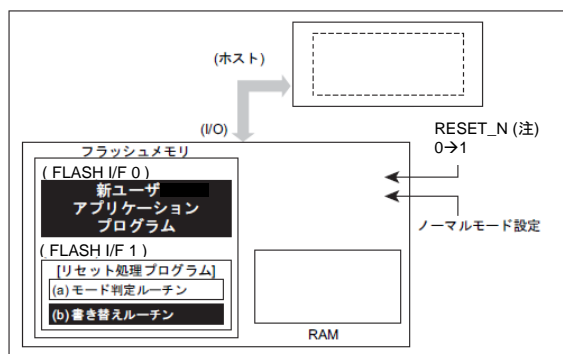 (ホスト)
(I/O)
RESET_N (注)
0→1
ノーマルモード設定
フラッシュメモリ
( FLASH I/F 0 )
新ユーザ
アプリケーション
プログラム
( FLASH I/F 1 )
[リセット処理プログラム]
(a) モード判定ルーチン
(b) 書き替えルーチン
RAM